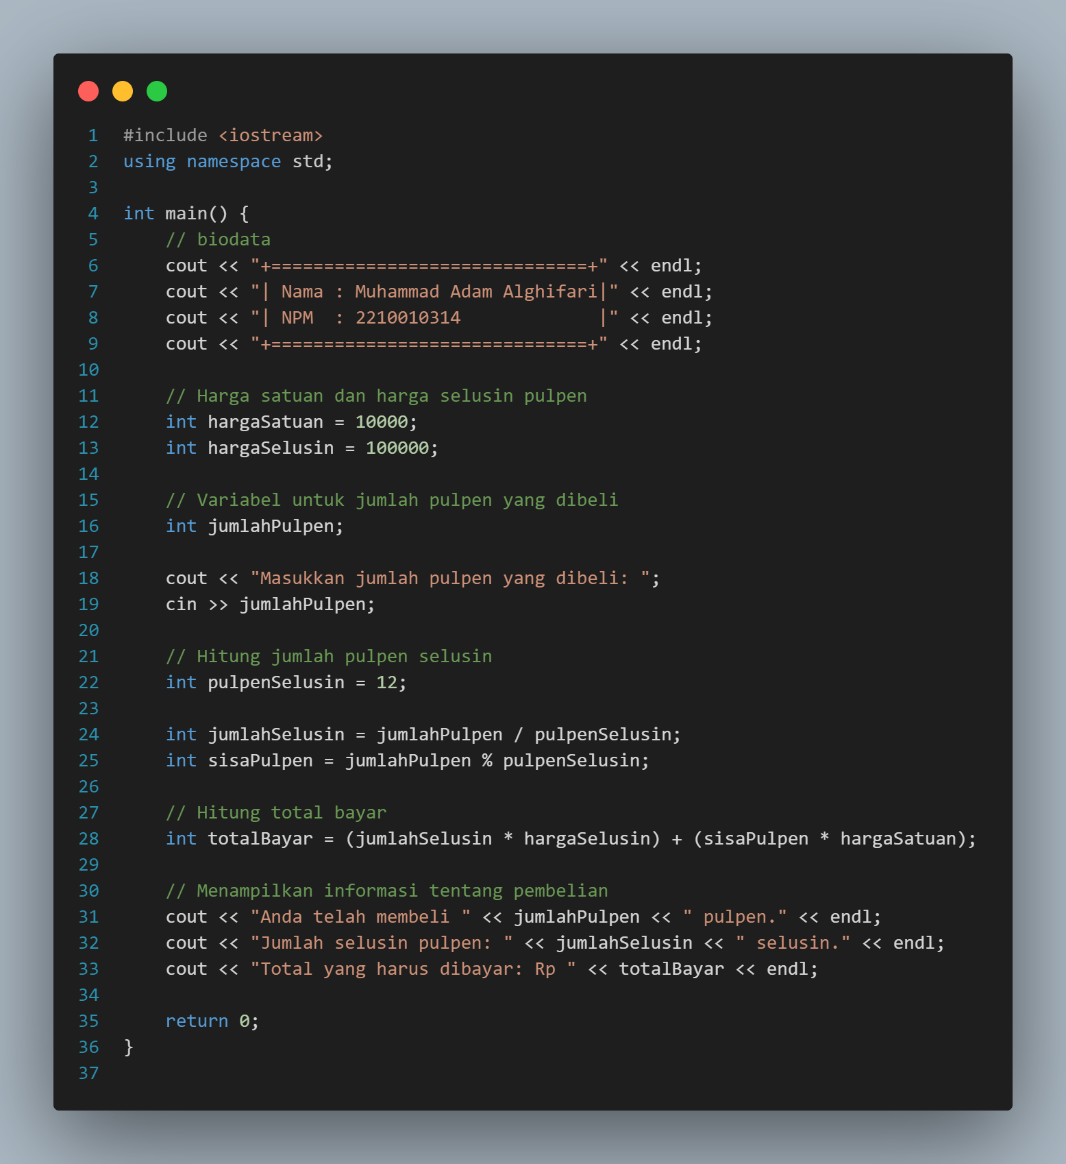 1 #include <iostream>
2 using namespace std;
3
4 int main() {
5     // biodata
6     cout << "+==============================+" << endl;
7     cout << "| Nama : Muhammad Adam Alghifari|" << endl;
8     cout << "| NPM  : 2210010314             |" << endl;
9     cout << "+==============================+" << endl;
10
11     // Harga satuan dan harga selusin pulpen
12     int hargaSatuan = 10000;
13     int hargaSelusin = 100000;
14
15     // Variabel untuk jumlah pulpen yang dibeli
16     int jumlahPulpen;
17
18     cout << "Masukkan jumlah pulpen yang dibeli: ";
19     cin >> jumlahPulpen;
20
21     // Hitung jumlah pulpen selusin
22     int pulpenSelusin = 12;
23
24     int jumlahSelusin = jumlahPulpen / pulpenSelusin;
25     int sisaPulpen = jumlahPulpen % pulpenSelusin;
26
27     // Hitung total bayar
28     int totalBayar = (jumlahSelusin * hargaSelusin) + (sisaPulpen * hargaSatuan);
29
30     // Menampilkan informasi tentang pembelian
31     cout << "Anda telah membeli " << jumlahPulpen << " pulpen." << endl;
32     cout << "Jumlah selusin pulpen: " << jumlahSelusin << " selusin." << endl;
33     cout << "Total yang harus dibayar: Rp " << totalBayar << endl;
34
35     return 0;
36 }
37